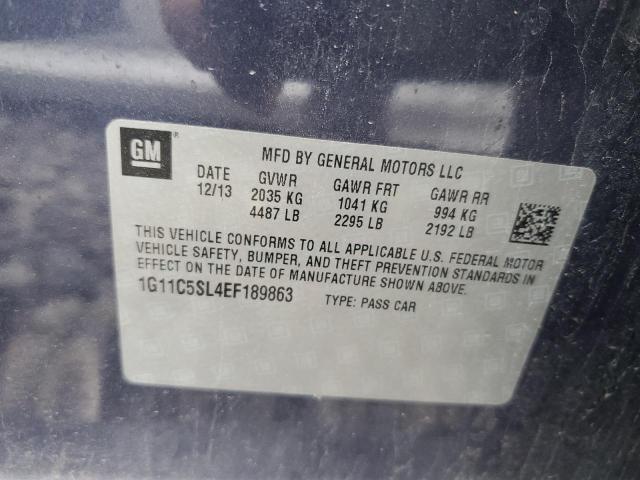 GM
MFD BY GENERAL MOTORS LLC
DATE GVWR GAWR FRT GAWR RR
12/13 2035 KG 1041 KG 994 KG
4487 LB 2295 LB 2192 LB
THIS VEHICLE CONFORMS TO ALL APPLICABLE U.S. FEDERAL MOTOR
VEHICLE SAFETY, BUMPER, AND THEFT PREVENTION STANDARDS IN
EFFECT ON THE DATE OF MANUFACTURE SHOWN ABOVE.
1G11C5SL4EF189863 TYPE: PASS CAR